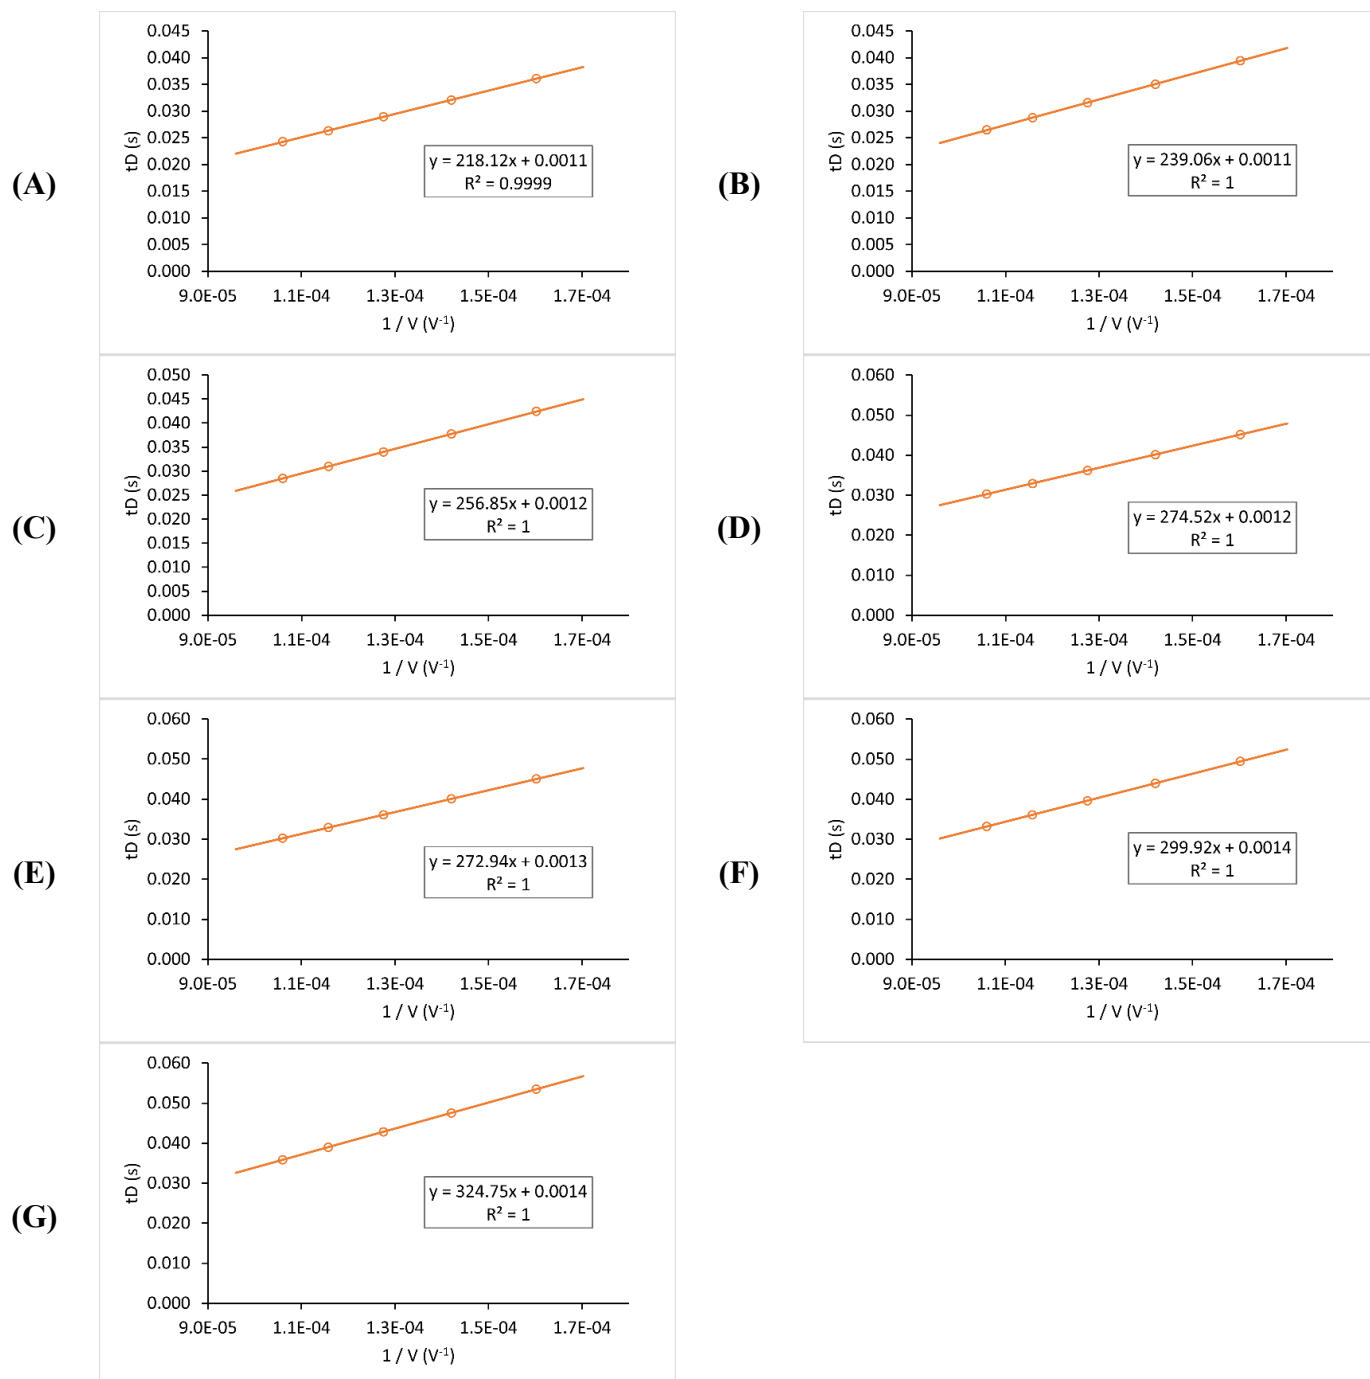 (A)
tD (s)
0.045
0.040
0.035
0.030
0.025
0.020
0.015
0.010
0.005
0.000
y = 218.12x + 0.0011
R² = 0.9999
9.0E-05 1.1E-04 1.3E-04 1.5E-04 1.7E-04
1 / V (V⁻¹)
(B)
tD (s)
0.045
0.040
0.035
0.030
0.025
0.020
0.015
0.010
0.005
0.000
y = 239.06x + 0.0011
R² = 1
9.0E-05 1.1E-04 1.3E-04 1.5E-04 1.7E-04
1 / V (V⁻¹)
(C)
tD (s)
0.050
0.045
0.040
0.035
0.030
0.025
0.020
0.015
0.010
0.005
0.000
y = 256.85x + 0.0012
R² = 1
9.0E-05 1.1E-04 1.3E-04 1.5E-04 1.7E-04
1 / V (V⁻¹)
(D)
tD (s)
0.060
0.050
0.040
0.030
0.020
0.010
0.000
y = 274.52x + 0.0012
R² = 1
9.0E-05 1.1E-04 1.3E-04 1.5E-04 1.7E-04
1 / V (V⁻¹)
(E)
tD (s)
0.060
0.050
0.040
0.030
0.020
0.010
0.000
y = 272.94x + 0.0013
R² = 1
9.0E-05 1.1E-04 1.3E-04 1.5E-04 1.7E-04
1 / V (V⁻¹)
(F)
tD (s)
0.060
0.050
0.040
0.030
0.020
0.010
0.000
y = 299.92x + 0.0014
R² = 1
9.0E-05 1.1E-04 1.3E-04 1.5E-04 1.7E-04
1 / V (V⁻¹)
(G)
tD (s)
0.060
0.050
0.040
0.030
0.020
0.010
0.000
y = 324.75x + 0.0014
R² = 1
9.0E-05 1.1E-04 1.3E-04 1.5E-04 1.7E-04
1 / V (V⁻¹)